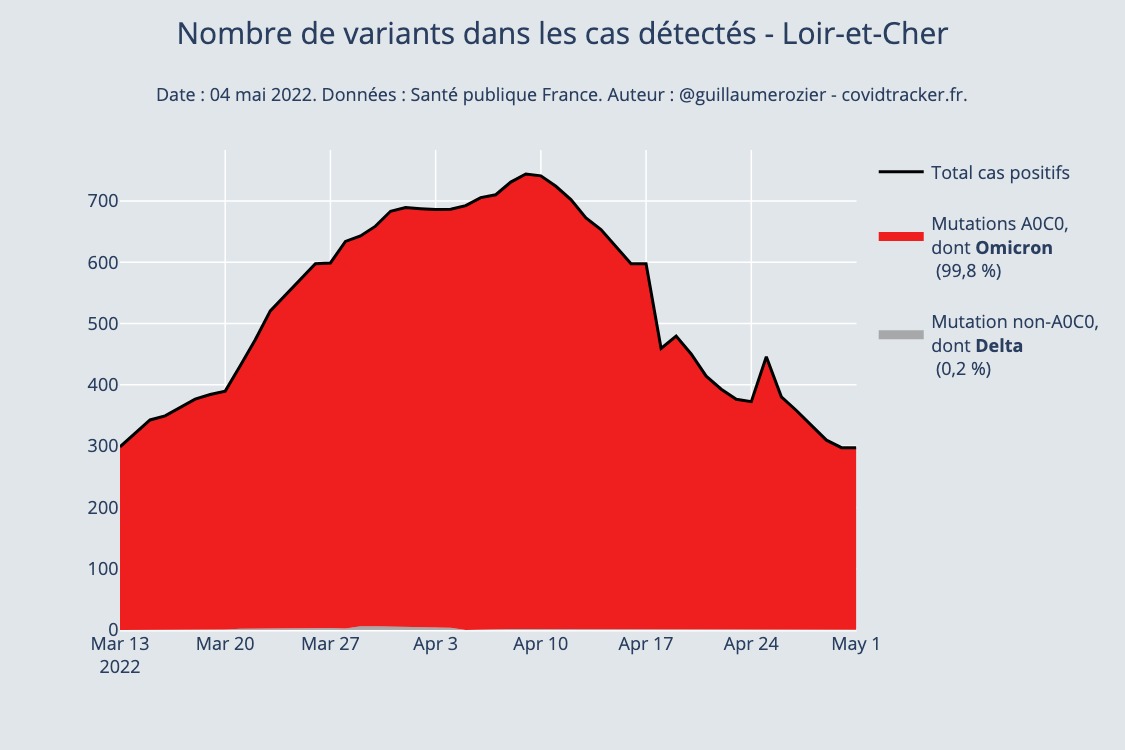 Nombre de variants dans les cas détectés - Loir-et-Cher
Date : 04 mai 2022. Données : Santé publique France. Auteur : @guillaumerozier - covidtracker.fr.
Total cas positifs
Mutations A0C0,
dont Omicron
(99,8 %)
Mutation non-A0C0,
dont Delta
(0,2 %)
700
600
500
400
300
200
100
0
Mar 13
2022
Mar 20
Mar 27
Apr 3
Apr 10
Apr 17
Apr 24
May 1